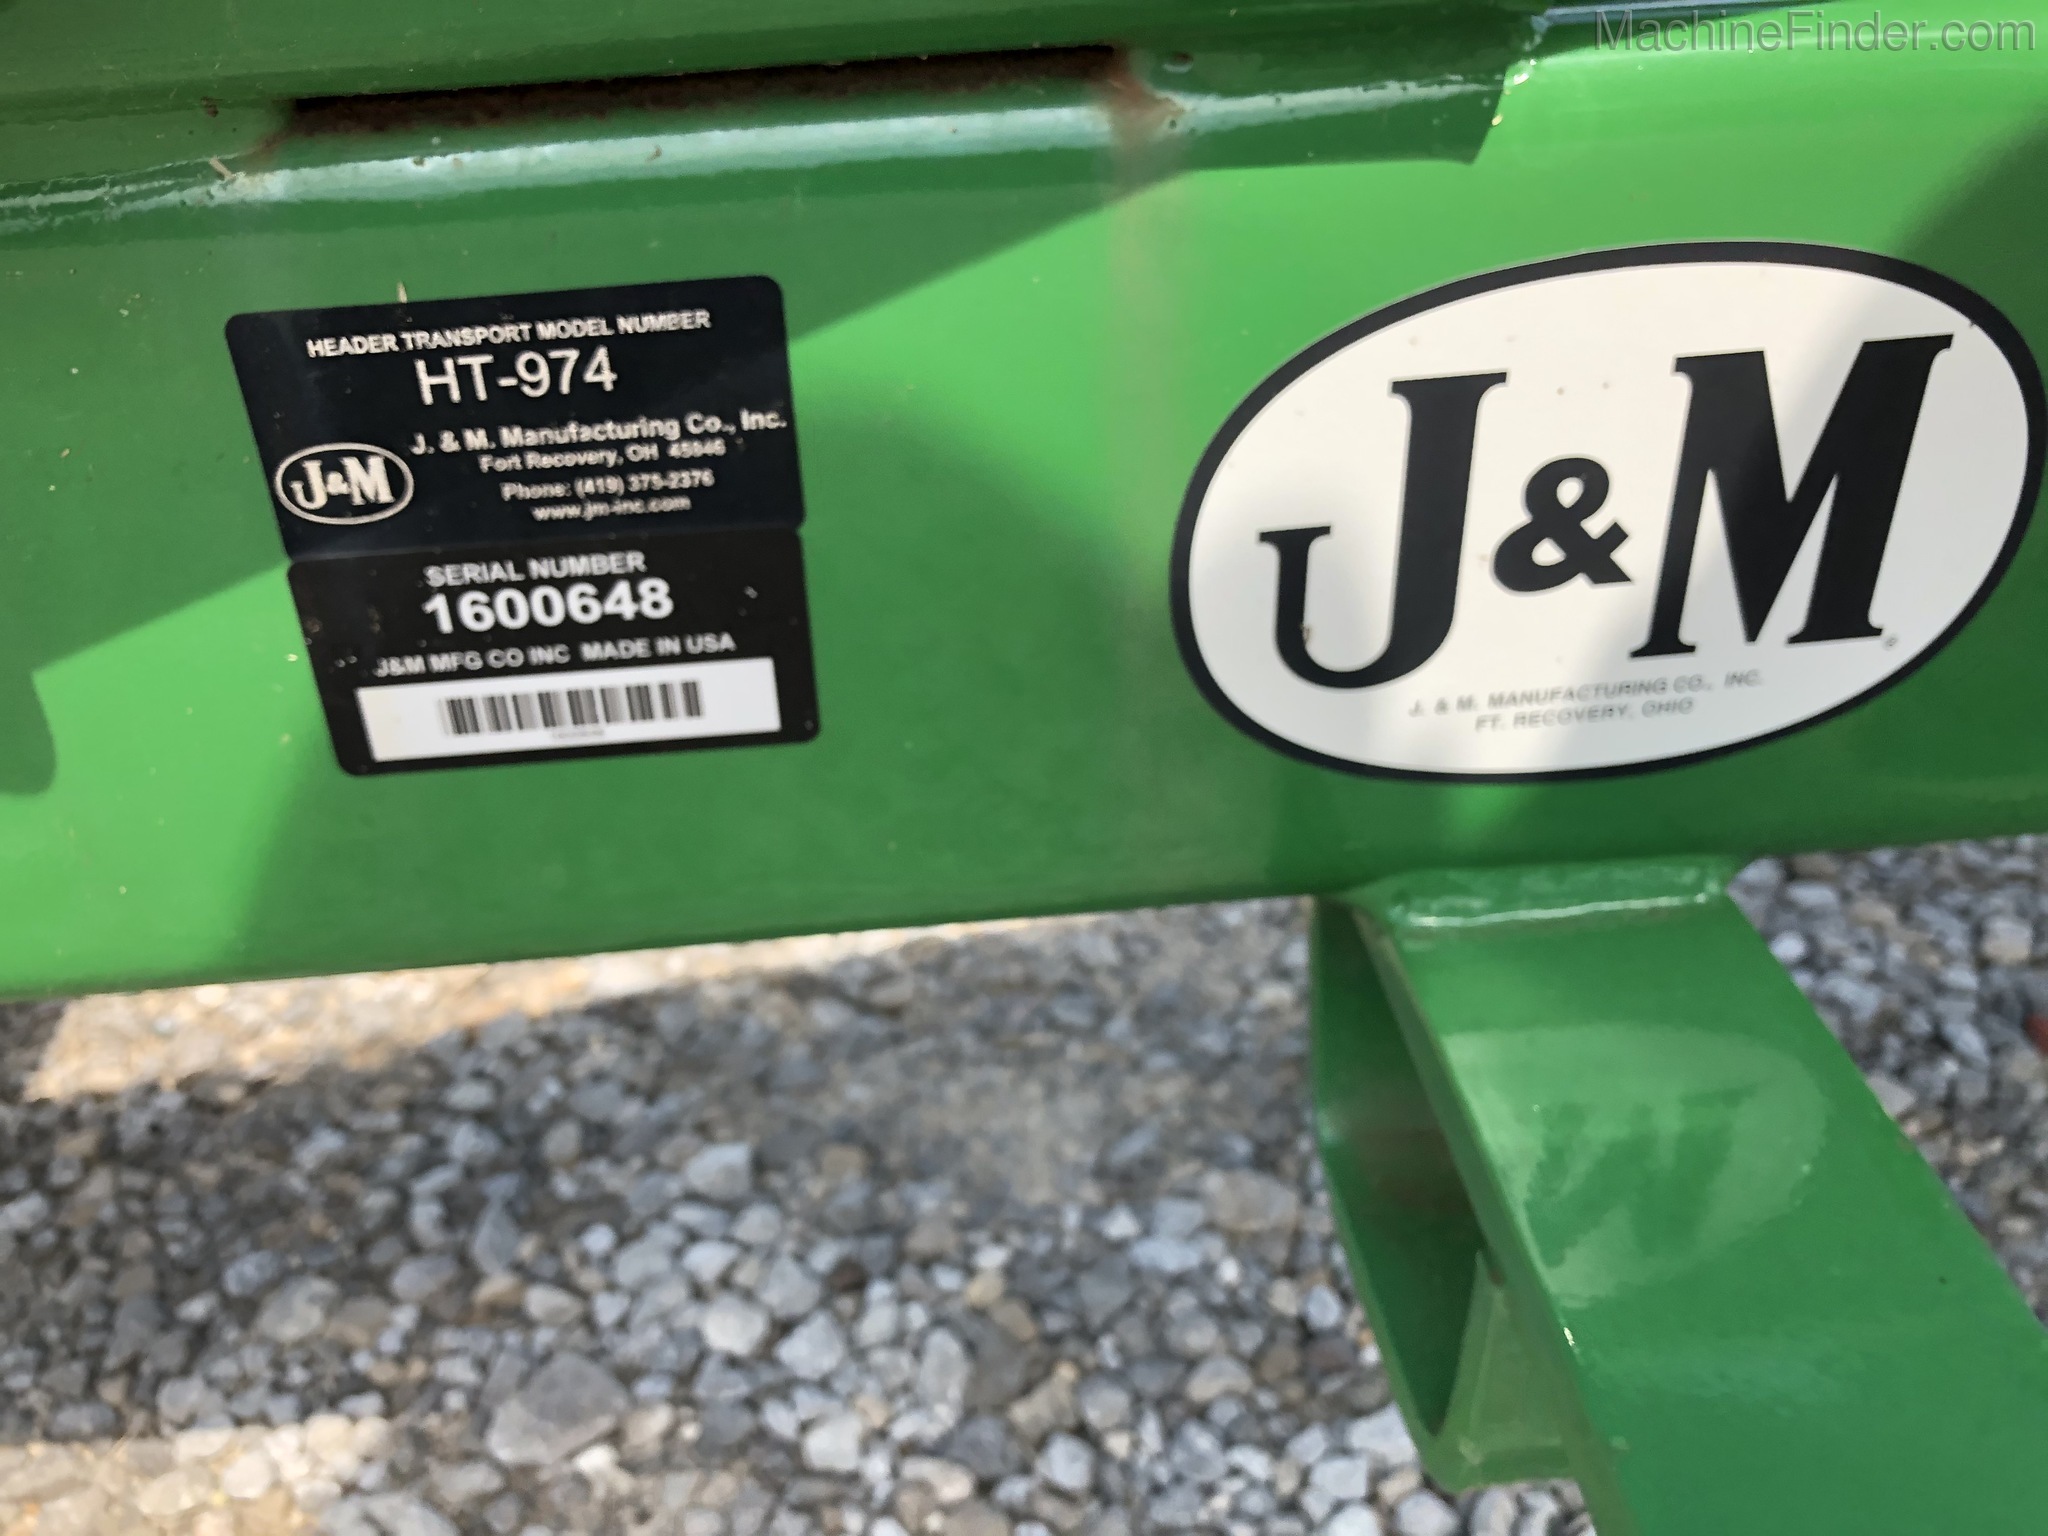 MachineFinder.com
HEADER TRANSPORT MODEL NUMBER
HT-974
J. & M. Manufacturing Co., Inc.
Fort Recovery, OH 45846
Phone: (419) 375-2376
www.jm-inc.com
J&M
SERIAL NUMBER
1600648
J&M MFG CO INC MADE IN USA
J&M
J. & M. MANUFACTURING CO., INC.
FT. RECOVERY, OHIO